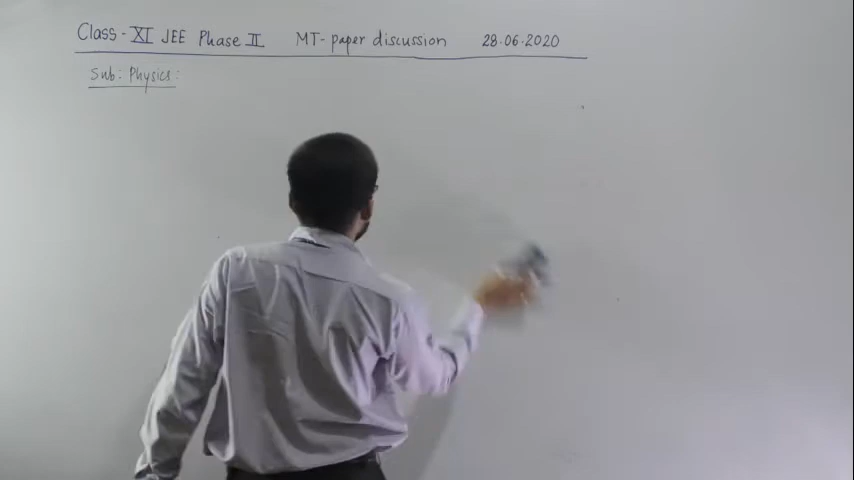 Class - XI JEE Phase II MT- paper discussion 28.06.2020
Sub: Physics: